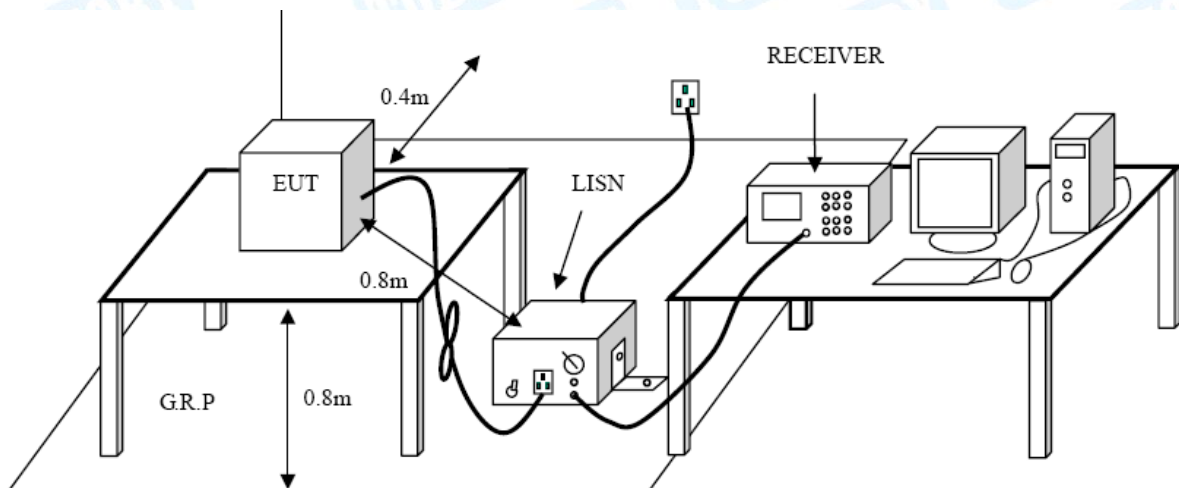 RECEIVER
0.4m
EUT
LISN
0.8m
G.R.P
0.8m